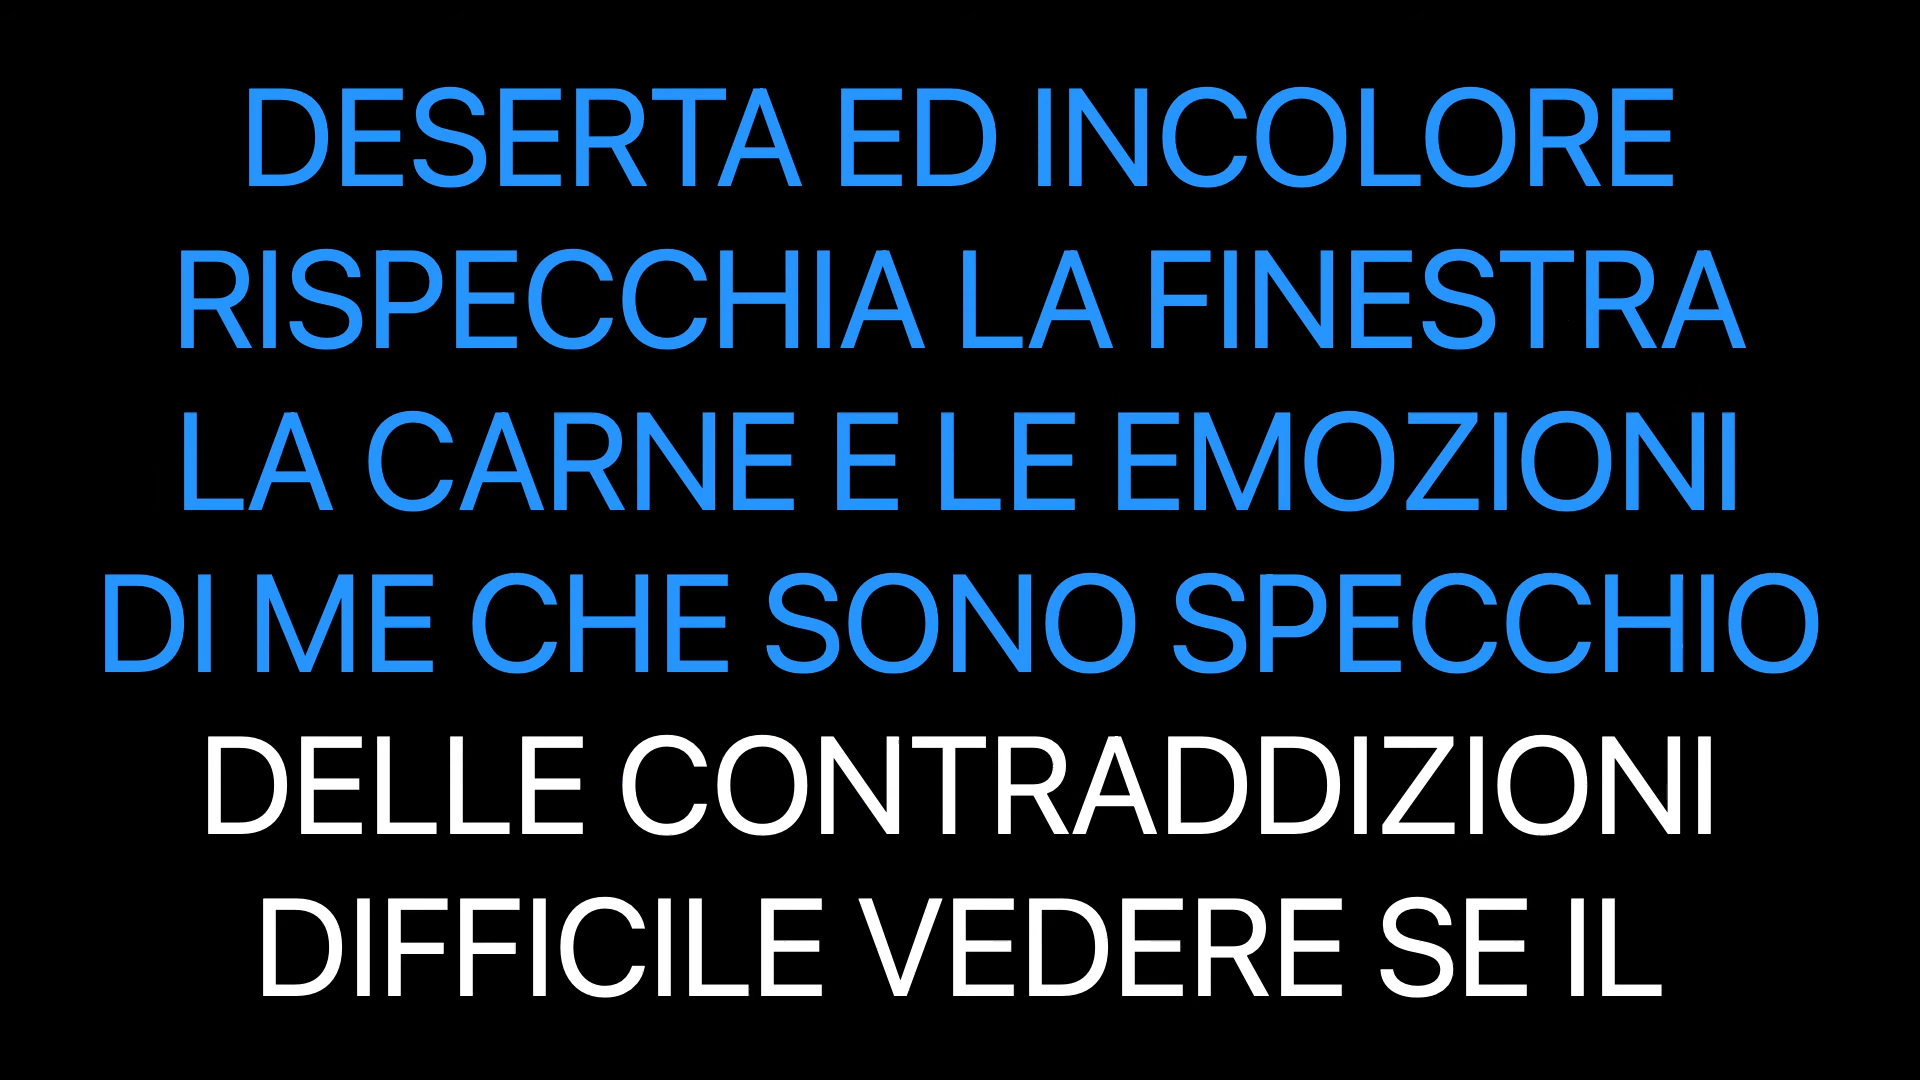 DESERTA ED INCOLORE
RISPECCHIA LA FINESTRA
LA CARNE E LE EMOZIONI
DI ME CHE SONO SPECCHIO
DELLE CONTRADDIZIONI
DIFFICILE VEDERE SE IL